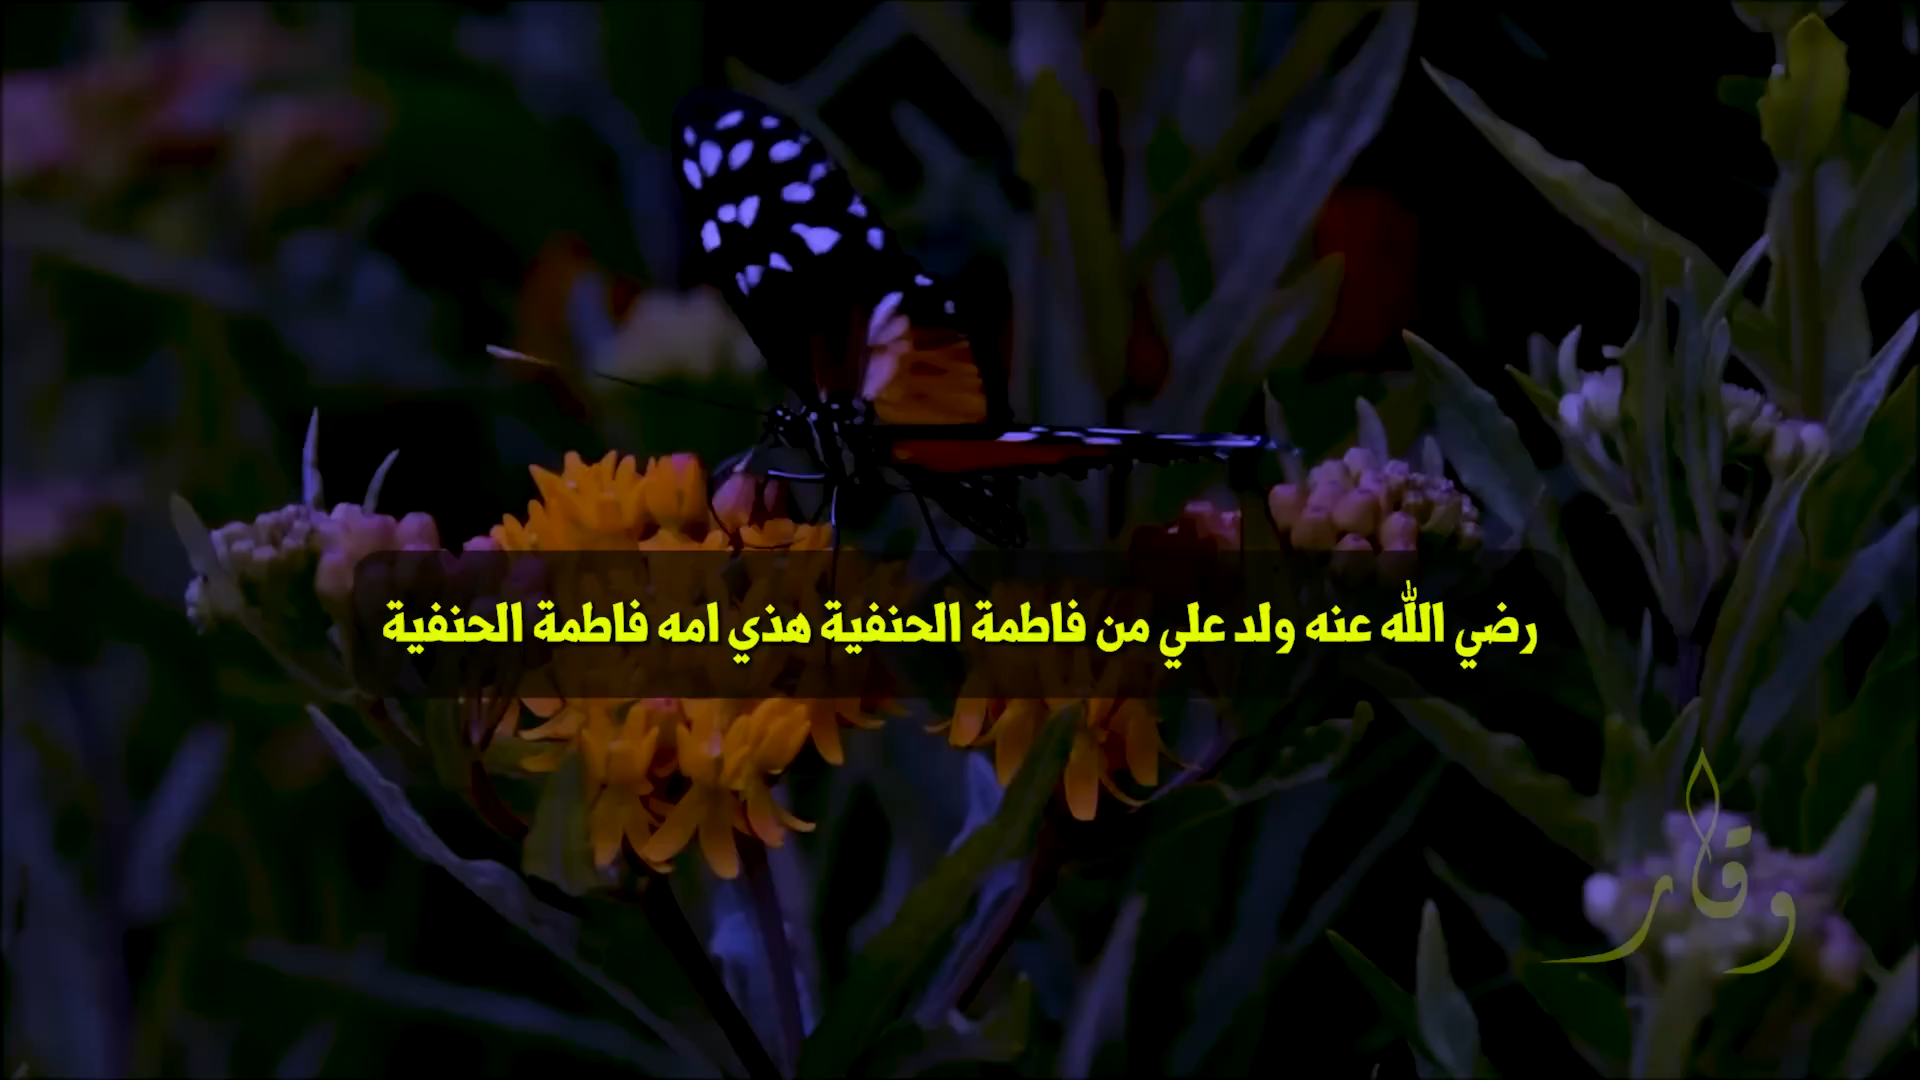 رضي الله عنه ولد علي من فاطمة الحنفية هذي امه فاطمة الحنفية
وقار